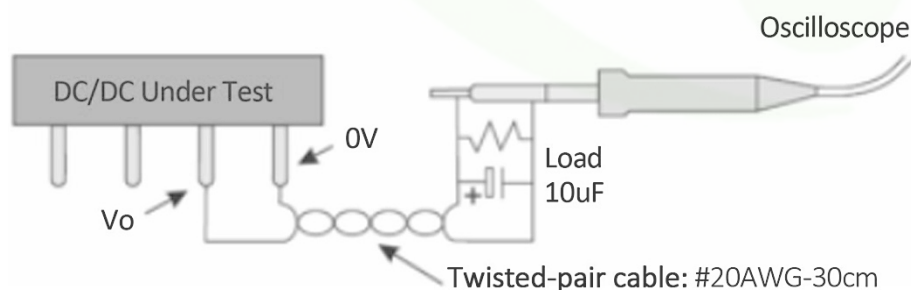 Oscilloscope
DC/DC Under Test
0V
Load
10uF
+
Vo
Twisted-pair cable: #20AWG-30cm